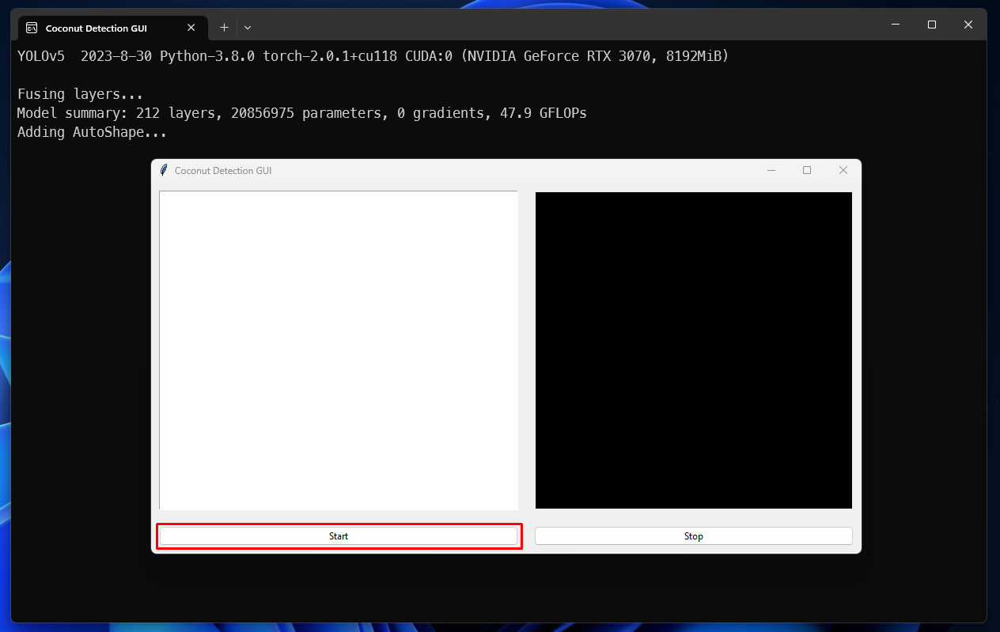 Coconut Detection GUI
YOLOv5  2023-8-30 Python-3.8.0 torch-2.0.1+cu118 CUDA:0 (NVIDIA GeForce RTX 3070, 8192MiB)
Fusing layers...
Model summary: 212 layers, 20856975 parameters, 0 gradients, 47.9 GFLOPs
Adding AutoShape...
Coconut Detection GUI
Start
Stop